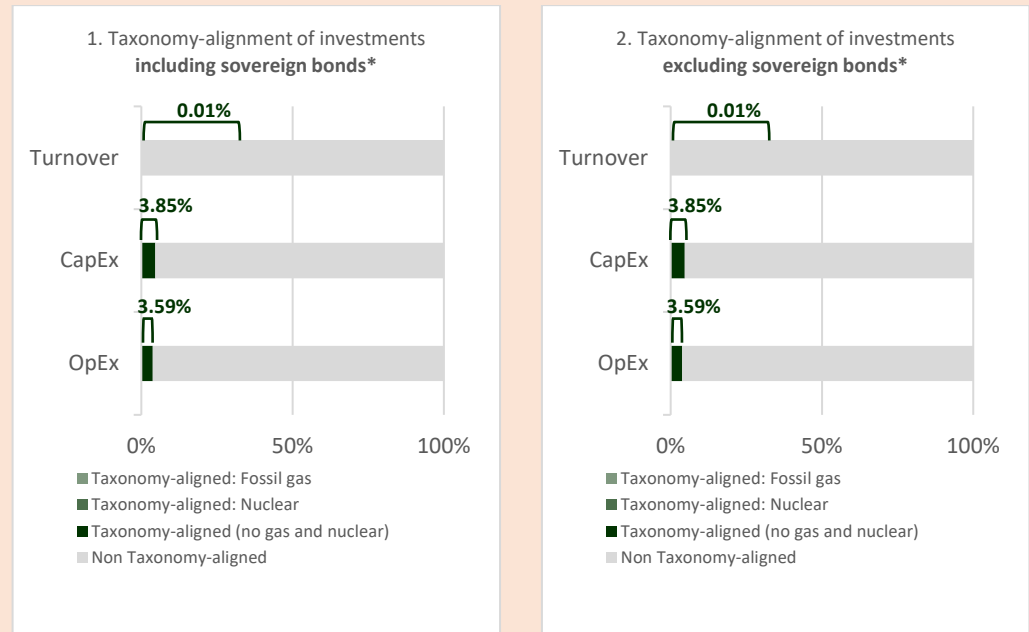 1. Taxonomy-alignment of investments
including sovereign bonds*
0.01%
Turnover
3.85%
CapEx
3.59%
OpEx
0%
50%
100%
Taxonomy-aligned: Fossil gas
Taxonomy-aligned: Nuclear
Taxonomy-aligned (no gas and nuclear)
Non Taxonomy-aligned
2. Taxonomy-alignment of investments
excluding sovereign bonds*
0.01%
Turnover
3.85%
CapEx
3.59%
OpEx
0%
50%
100%
Taxonomy-aligned: Fossil gas
Taxonomy-aligned: Nuclear
Taxonomy-aligned (no gas and nuclear)
Non Taxonomy-aligned